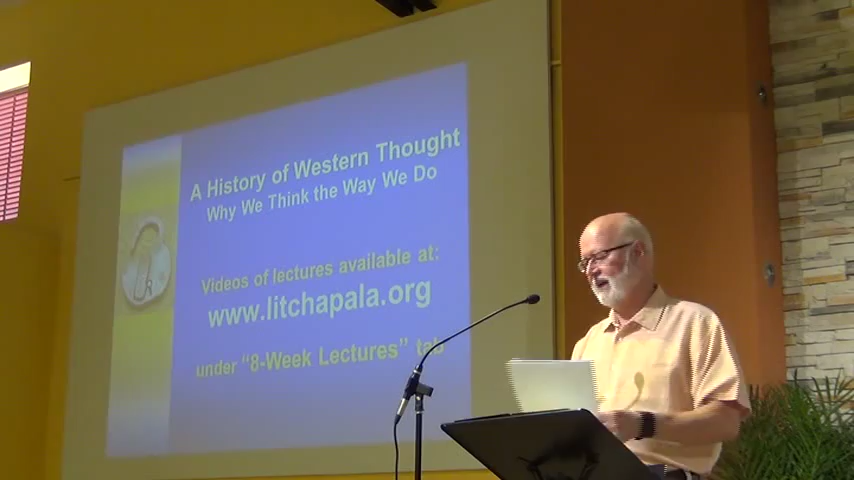 A History of Western Thought
Why We Think the Way We Do
Videos of lectures available at:
www.litchapala.org
under “8-Week Lectures” tab